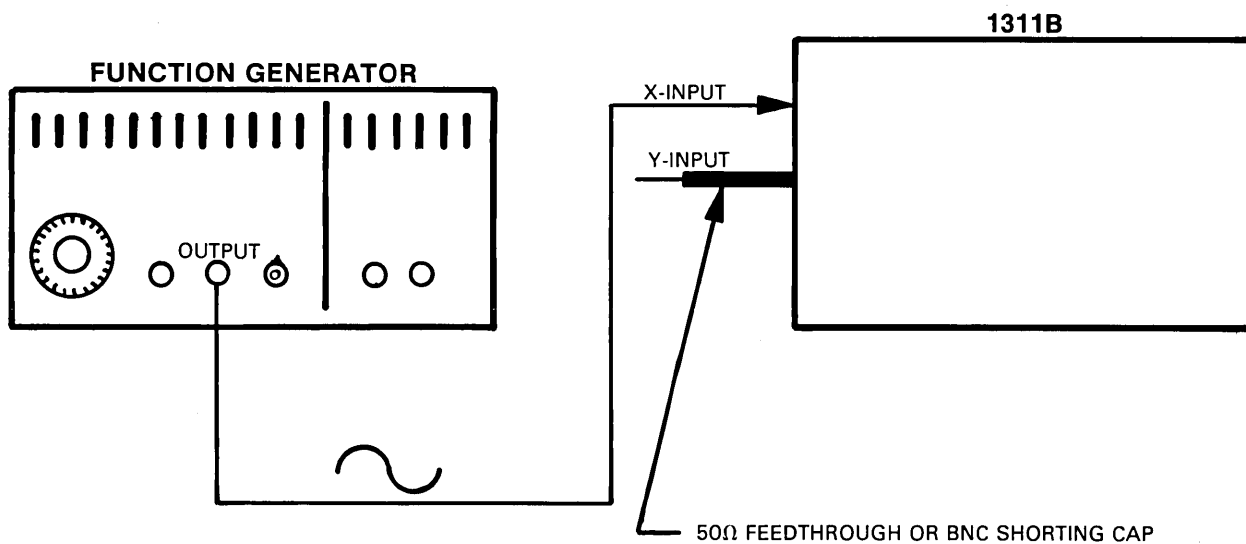 1311B
FUNCTION GENERATOR
X-INPUT
Y-INPUT
OUTPUT
50Ω FEEDTHROUGH OR BNC SHORTING CAP